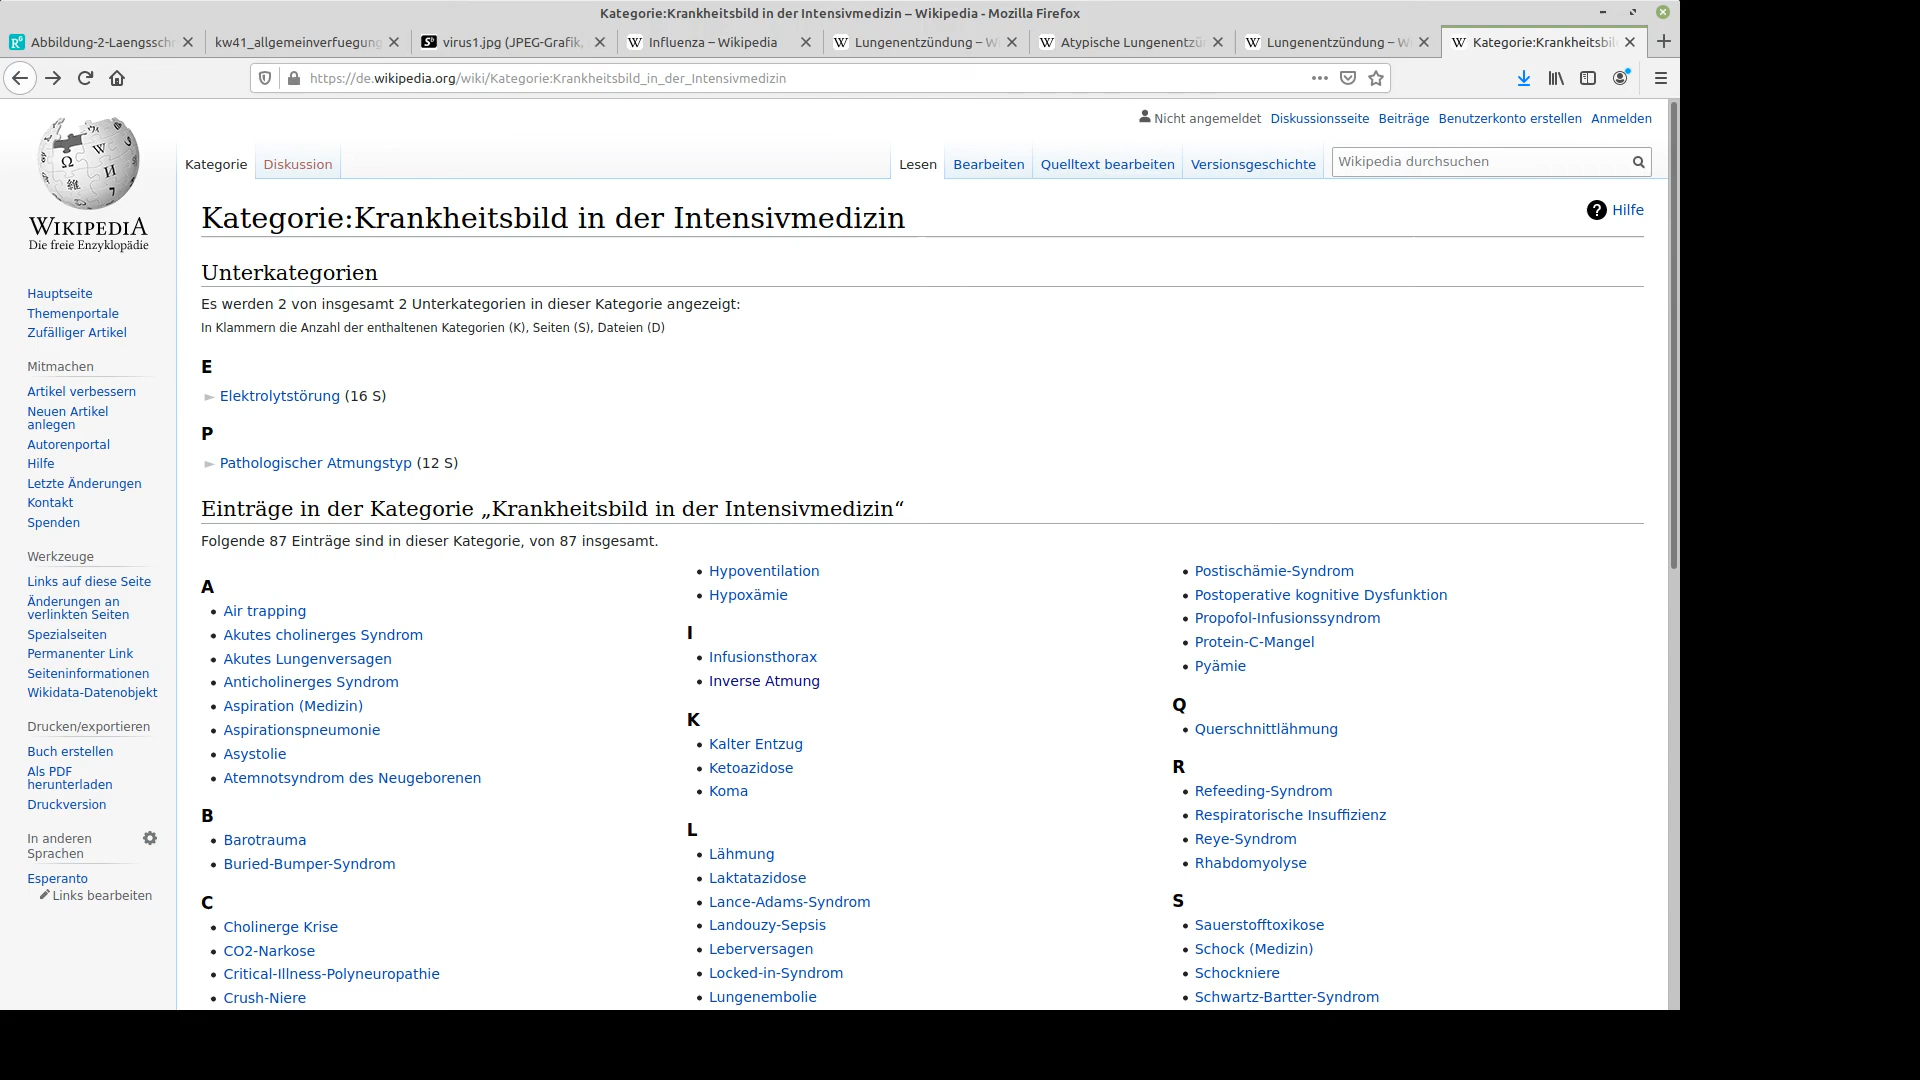 Kategorie:Krankheitsbild in der Intensivmedizin – Wikipedia - Mozilla Firefox
Abbildung-2-Laengsschr
kw41_allgemeinverfuegung
virus1.jpg (JPEG-Grafik,
Influenza – Wikipedia
Lungenentzündung – W
Atypische Lungenentzü
Lungenentzündung – W
Kategorie:Krankheitsbil
https://de.wikipedia.org/wiki/Kategorie:Krankheitsbild_in_der_Intensivmedizin
Nicht angemeldet Diskussionsseite Beiträge Benutzerkonto erstellen Anmelden
Kategorie Diskussion
Lesen Bearbeiten Quelltext bearbeiten Versionsgeschichte
Wikipedia durchsuchen
WIKIPEDIA
Die freie Enzyklopädie
Hauptseite
Themenportale
Zufälliger Artikel
Mitmachen
Artikel verbessern
Neuen Artikel
anlegen
Autorenportal
Hilfe
Letzte Änderungen
Kontakt
Spenden
Werkzeuge
Links auf diese Seite
Änderungen an
verlinkten Seiten
Spezialseiten
Permanenter Link
Seiteninformationen
Wikidata-Datenobjekt
Drucken/exportieren
Buch erstellen
Als PDF
herunterladen
Druckversion
In anderen
Sprachen
Esperanto
Links bearbeiten
Kategorie:Krankheitsbild in der Intensivmedizin
Hilfe
Unterkategorien
Es werden 2 von insgesamt 2 Unterkategorien in dieser Kategorie angezeigt:
In Klammern die Anzahl der enthaltenen Kategorien (K), Seiten (S), Dateien (D)
E
► Elektrolytstörung (16 S)
P
► Pathologischer Atmungstyp (12 S)
Einträge in der Kategorie „Krankheitsbild in der Intensivmedizin“
Folgende 87 Einträge sind in dieser Kategorie, von 87 insgesamt.
A
• Air trapping
• Akutes cholinerges Syndrom
• Akutes Lungenversagen
• Anticholinerges Syndrom
• Aspiration (Medizin)
• Aspirationspneumonie
• Asystolie
• Atemnotsyndrom des Neugeborenen
B
• Barotrauma
• Buried-Bumper-Syndrom
C
• Cholinerge Krise
• CO2-Narkose
• Critical-Illness-Polyneuropathie
• Crush-Niere
• Hypoventilation
• Hypoxämie
I
• Infusionsthorax
• Inverse Atmung
K
• Kalter Entzug
• Ketoazidose
• Koma
L
• Lähmung
• Laktatazidose
• Lance-Adams-Syndrom
• Landouzy-Sepsis
• Leberversagen
• Locked-in-Syndrom
• Lungenembolie
• Postischämie-Syndrom
• Postoperative kognitive Dysfunktion
• Propofol-Infusionssyndrom
• Protein-C-Mangel
• Pyämie
Q
• Querschnittlähmung
R
• Refeeding-Syndrom
• Respiratorische Insuffizienz
• Reye-Syndrom
• Rhabdomyolyse
S
• Sauerstofftoxikose
• Schock (Medizin)
• Schockniere
• Schwartz-Bartter-Syndrom